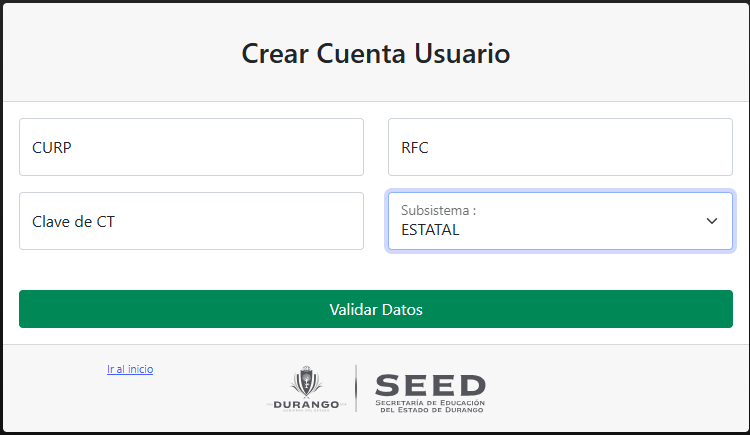 Crear Cuenta Usuario
CURP
RFC
Clave de CT
Subsistema :
ESTATAL
Validar Datos
Ir al inicio
DURANGO
SEED
SECRETARÍA DE EDUCACIÓN
DEL ESTADO DE DURANGO